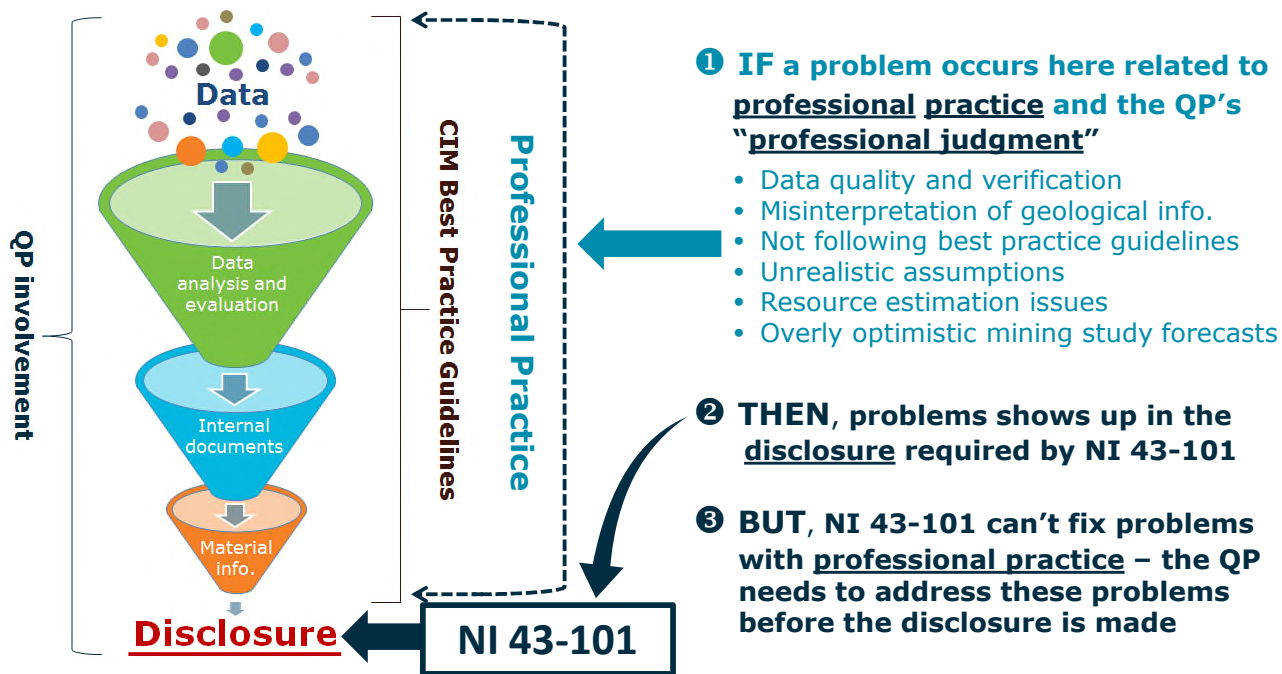 QP involvement
Data
Data
analysis and
evaluation
Internal
documents
Material
info.
Disclosure
CIM Best Practice Guidelines
Professional Practice
NI 43-101
❶ IF a problem occurs here related to
professional practice and the QP’s
“professional judgment”
• Data quality and verification
• Misinterpretation of geological info.
• Not following best practice guidelines
• Unrealistic assumptions
• Resource estimation issues
• Overly optimistic mining study forecasts
❷ THEN, problems shows up in the
disclosure required by NI 43-101
❸ BUT, NI 43-101 can’t fix problems
with professional practice – the QP
needs to address these problems
before the disclosure is made